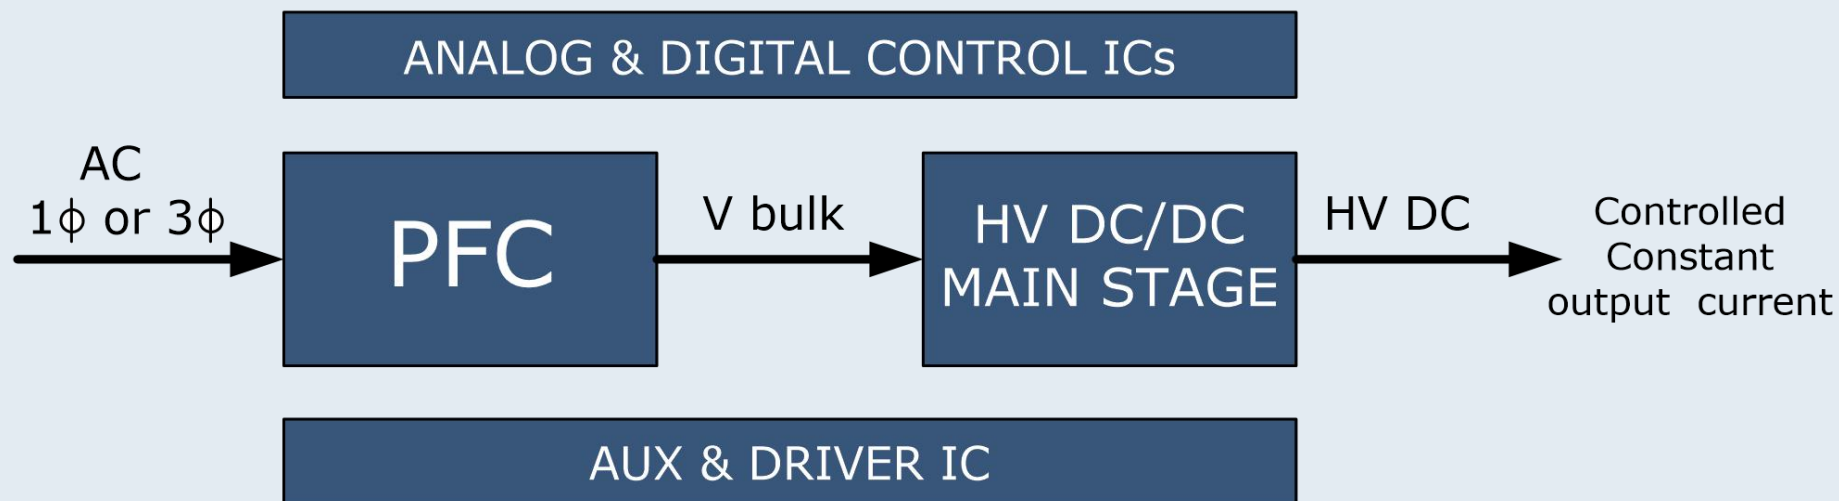 ANALOG & DIGITAL CONTROL ICs
AC
1ϕ or 3ϕ
PFC
V bulk
HV DC/DC
MAIN STAGE
HV DC
Controlled
Constant
output current
AUX & DRIVER IC